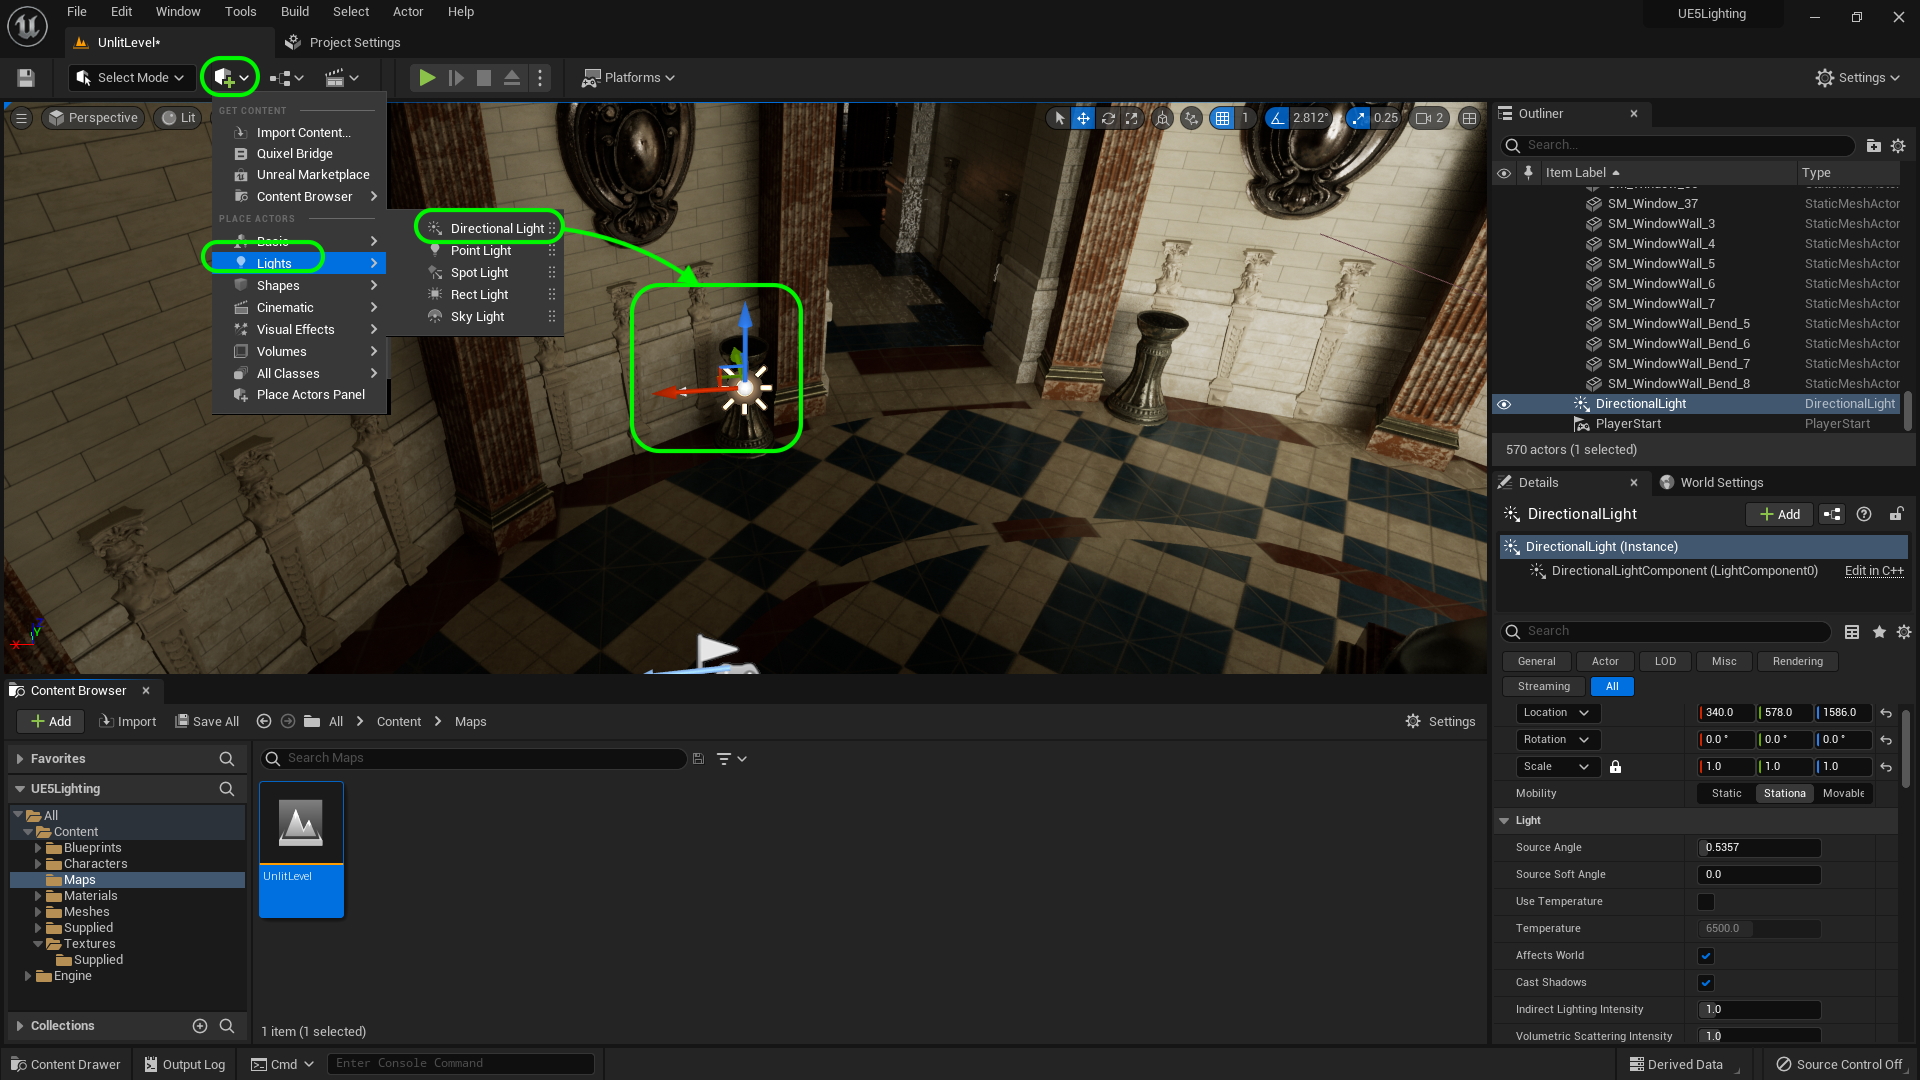 File Edit Window Tools Build Select Actor Help
UE5Lighting
UnlitLevel*
Project Settings
Select Mode
Platforms
Settings
Perspective
Lit
1
2.812°
0.25
2
GET CONTENT
Import Content...
Quixel Bridge
Unreal Marketplace
Content Browser
PLACE ACTORS
Basic
Lights
Shapes
Cinematic
Visual Effects
Volumes
All Classes
Place Actors Panel
Directional Light
Point Light
Spot Light
Rect Light
Sky Light
Outliner
Search...
Item Label Type
SM_Window_37 StaticMeshActor
SM_WindowWall_3 StaticMeshActor
SM_WindowWall_4 StaticMeshActor
SM_WindowWall_5 StaticMeshActor
SM_WindowWall_6 StaticMeshActor
SM_WindowWall_7 StaticMeshActor
SM_WindowWall_Bend_5 StaticMeshActor
SM_WindowWall_Bend_6 StaticMeshActor
SM_WindowWall_Bend_7 StaticMeshActor
SM_WindowWall_Bend_8 StaticMeshActor
DirectionalLight DirectionalLight
PlayerStart PlayerStart
570 actors (1 selected)
Details
World Settings
DirectionalLight
Add
DirectionalLight (Instance)
DirectionalLightComponent (LightComponent0) Edit in C++
Search
General Actor LOD Misc Rendering
Streaming All
Location 340.0 578.0 1586.0
Rotation 0.0 ° 0.0 ° 0.0 °
Scale 1.0 1.0 1.0
Mobility Static Stationa Movable
Light
Source Angle 0.5357
Source Soft Angle 0.0
Use Temperature
Temperature 6500.0
Affects World
Cast Shadows
Indirect Lighting Intensity 1.0
Volumetric Scattering Intensity 1.0
Y
Content Browser
Add Import Save All All Content Maps Settings
Favorites
Search Maps
UE5Lighting
All
Content
Blueprints
Characters
Maps
Materials
Meshes
Supplied
Textures
Supplied
Engine
Collections
UnlitLevel
1 item (1 selected)
Content Drawer Output Log Cmd Enter Console Command Derived Data Source Control Off